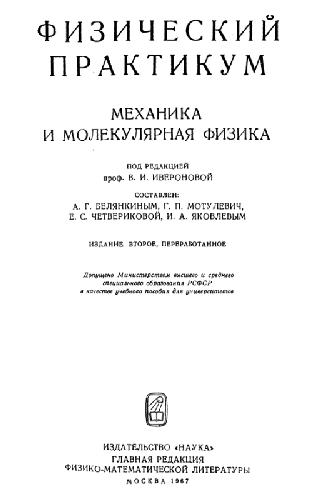 ФИЗИЧЕСКИЙ
ПРАКТИКУМ
МЕХАНИКА
И МОЛЕКУЛЯРНАЯ ФИЗИКА
ПОД РЕДАКЦИЕЙ
проф. В. И. ИВЕРОНОВОЙ
СОСТАВЛЕН:
А. Г. БЕЛЯНКИНЫМ, Г. П. МОТУЛЕВИЧ,
Е. С. ЧЕТВЕРИКОВОЙ, И. А. ЯКОВЛЕВЫМ
ИЗДАНИЕ ВТОРОЕ, ПЕРЕРАБОТАННОЕ
Допущено Министерством высшего и среднего
специального образования РСФСР
в качестве учебного пособия для университетов
ИЗДАТЕЛЬСТВО «НАУКА»
ГЛАВНАЯ РЕДАКЦИЯ
ФИЗИКО-МАТЕМАТИЧЕСКОЙ ЛИТЕРАТУРЫ
МОСКВА 1967